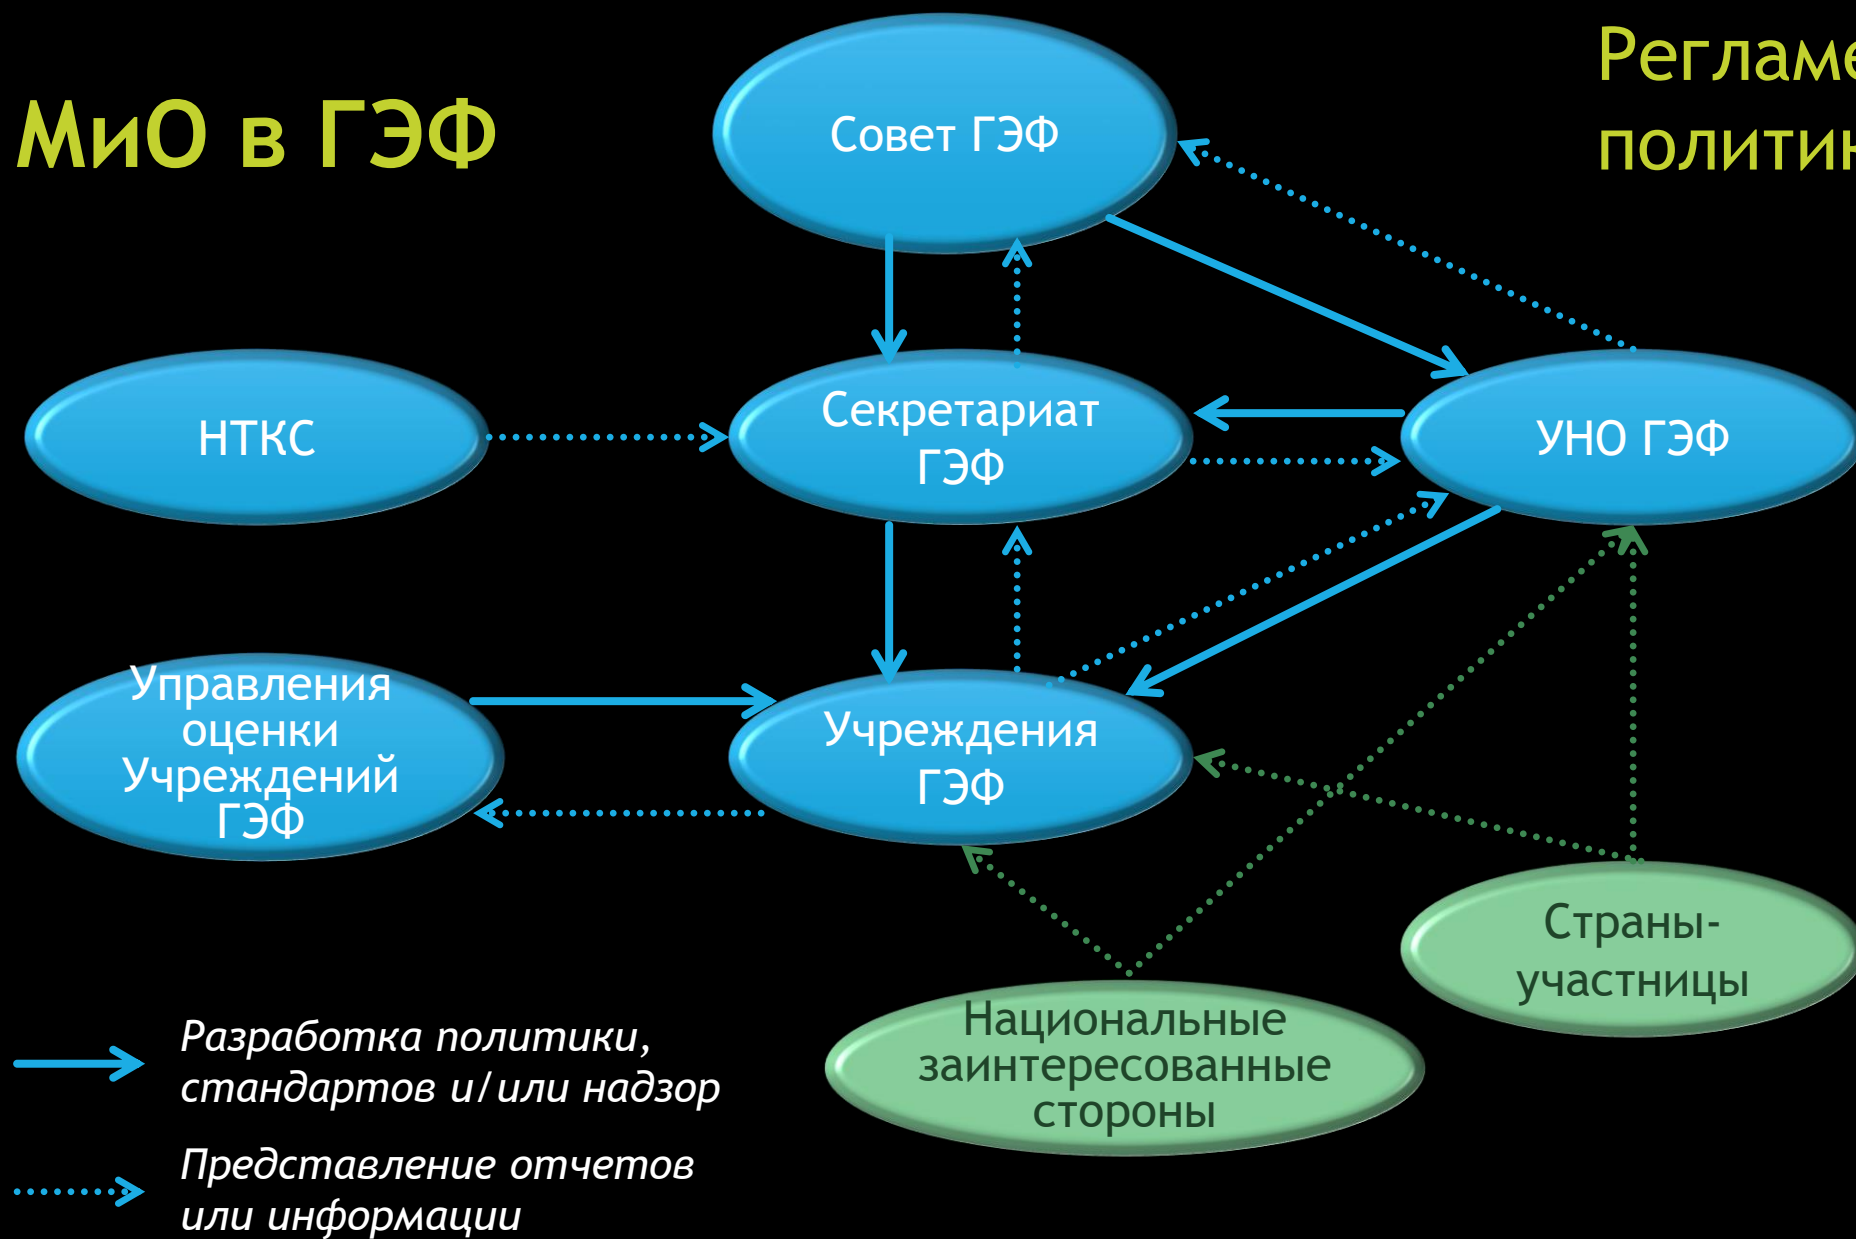 МиО в ГЭФ
Регламе
политик
Совет ГЭФ
НТКС
Секретариат
ГЭФ
УНО ГЭФ
Управления
оценки
Учреждений
ГЭФ
Учреждения
ГЭФ
Страны-
участницы
Национальные
заинтересованные
стороны
Разработка политики,
стандартов и/или надзор
Представление отчетов
или информации